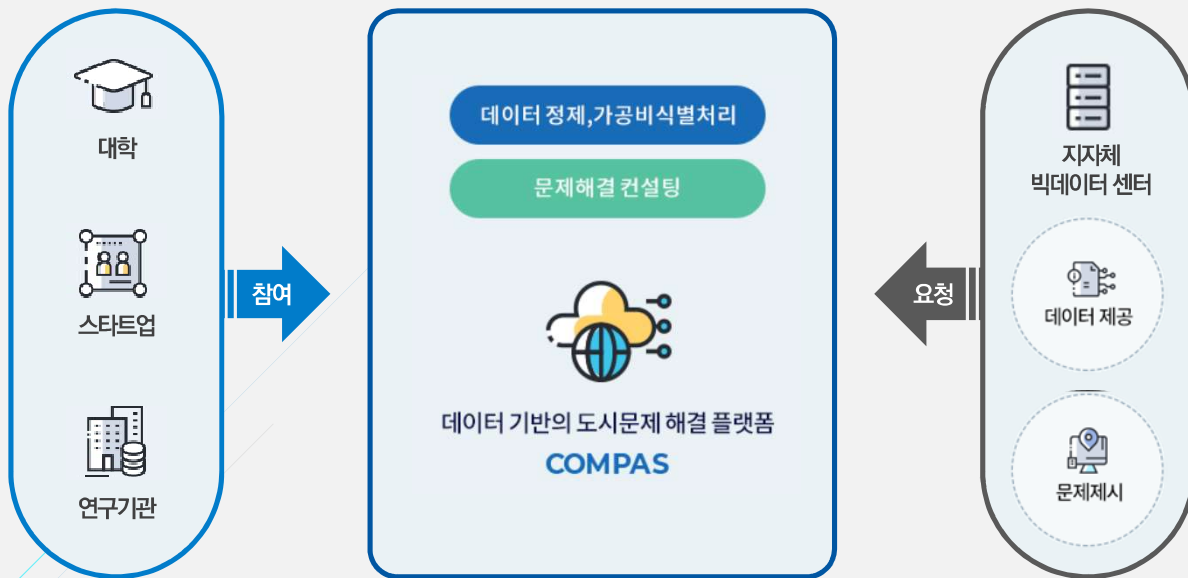 대학
스타트업
연구기관
참여
데이터 정제,가공비식별처리
문제해결 컨설팅
데이터 기반의 도시문제 해결 플랫폼
COMPAS
요청
지자체
빅데이터 센터
데이터 제공
문제제시